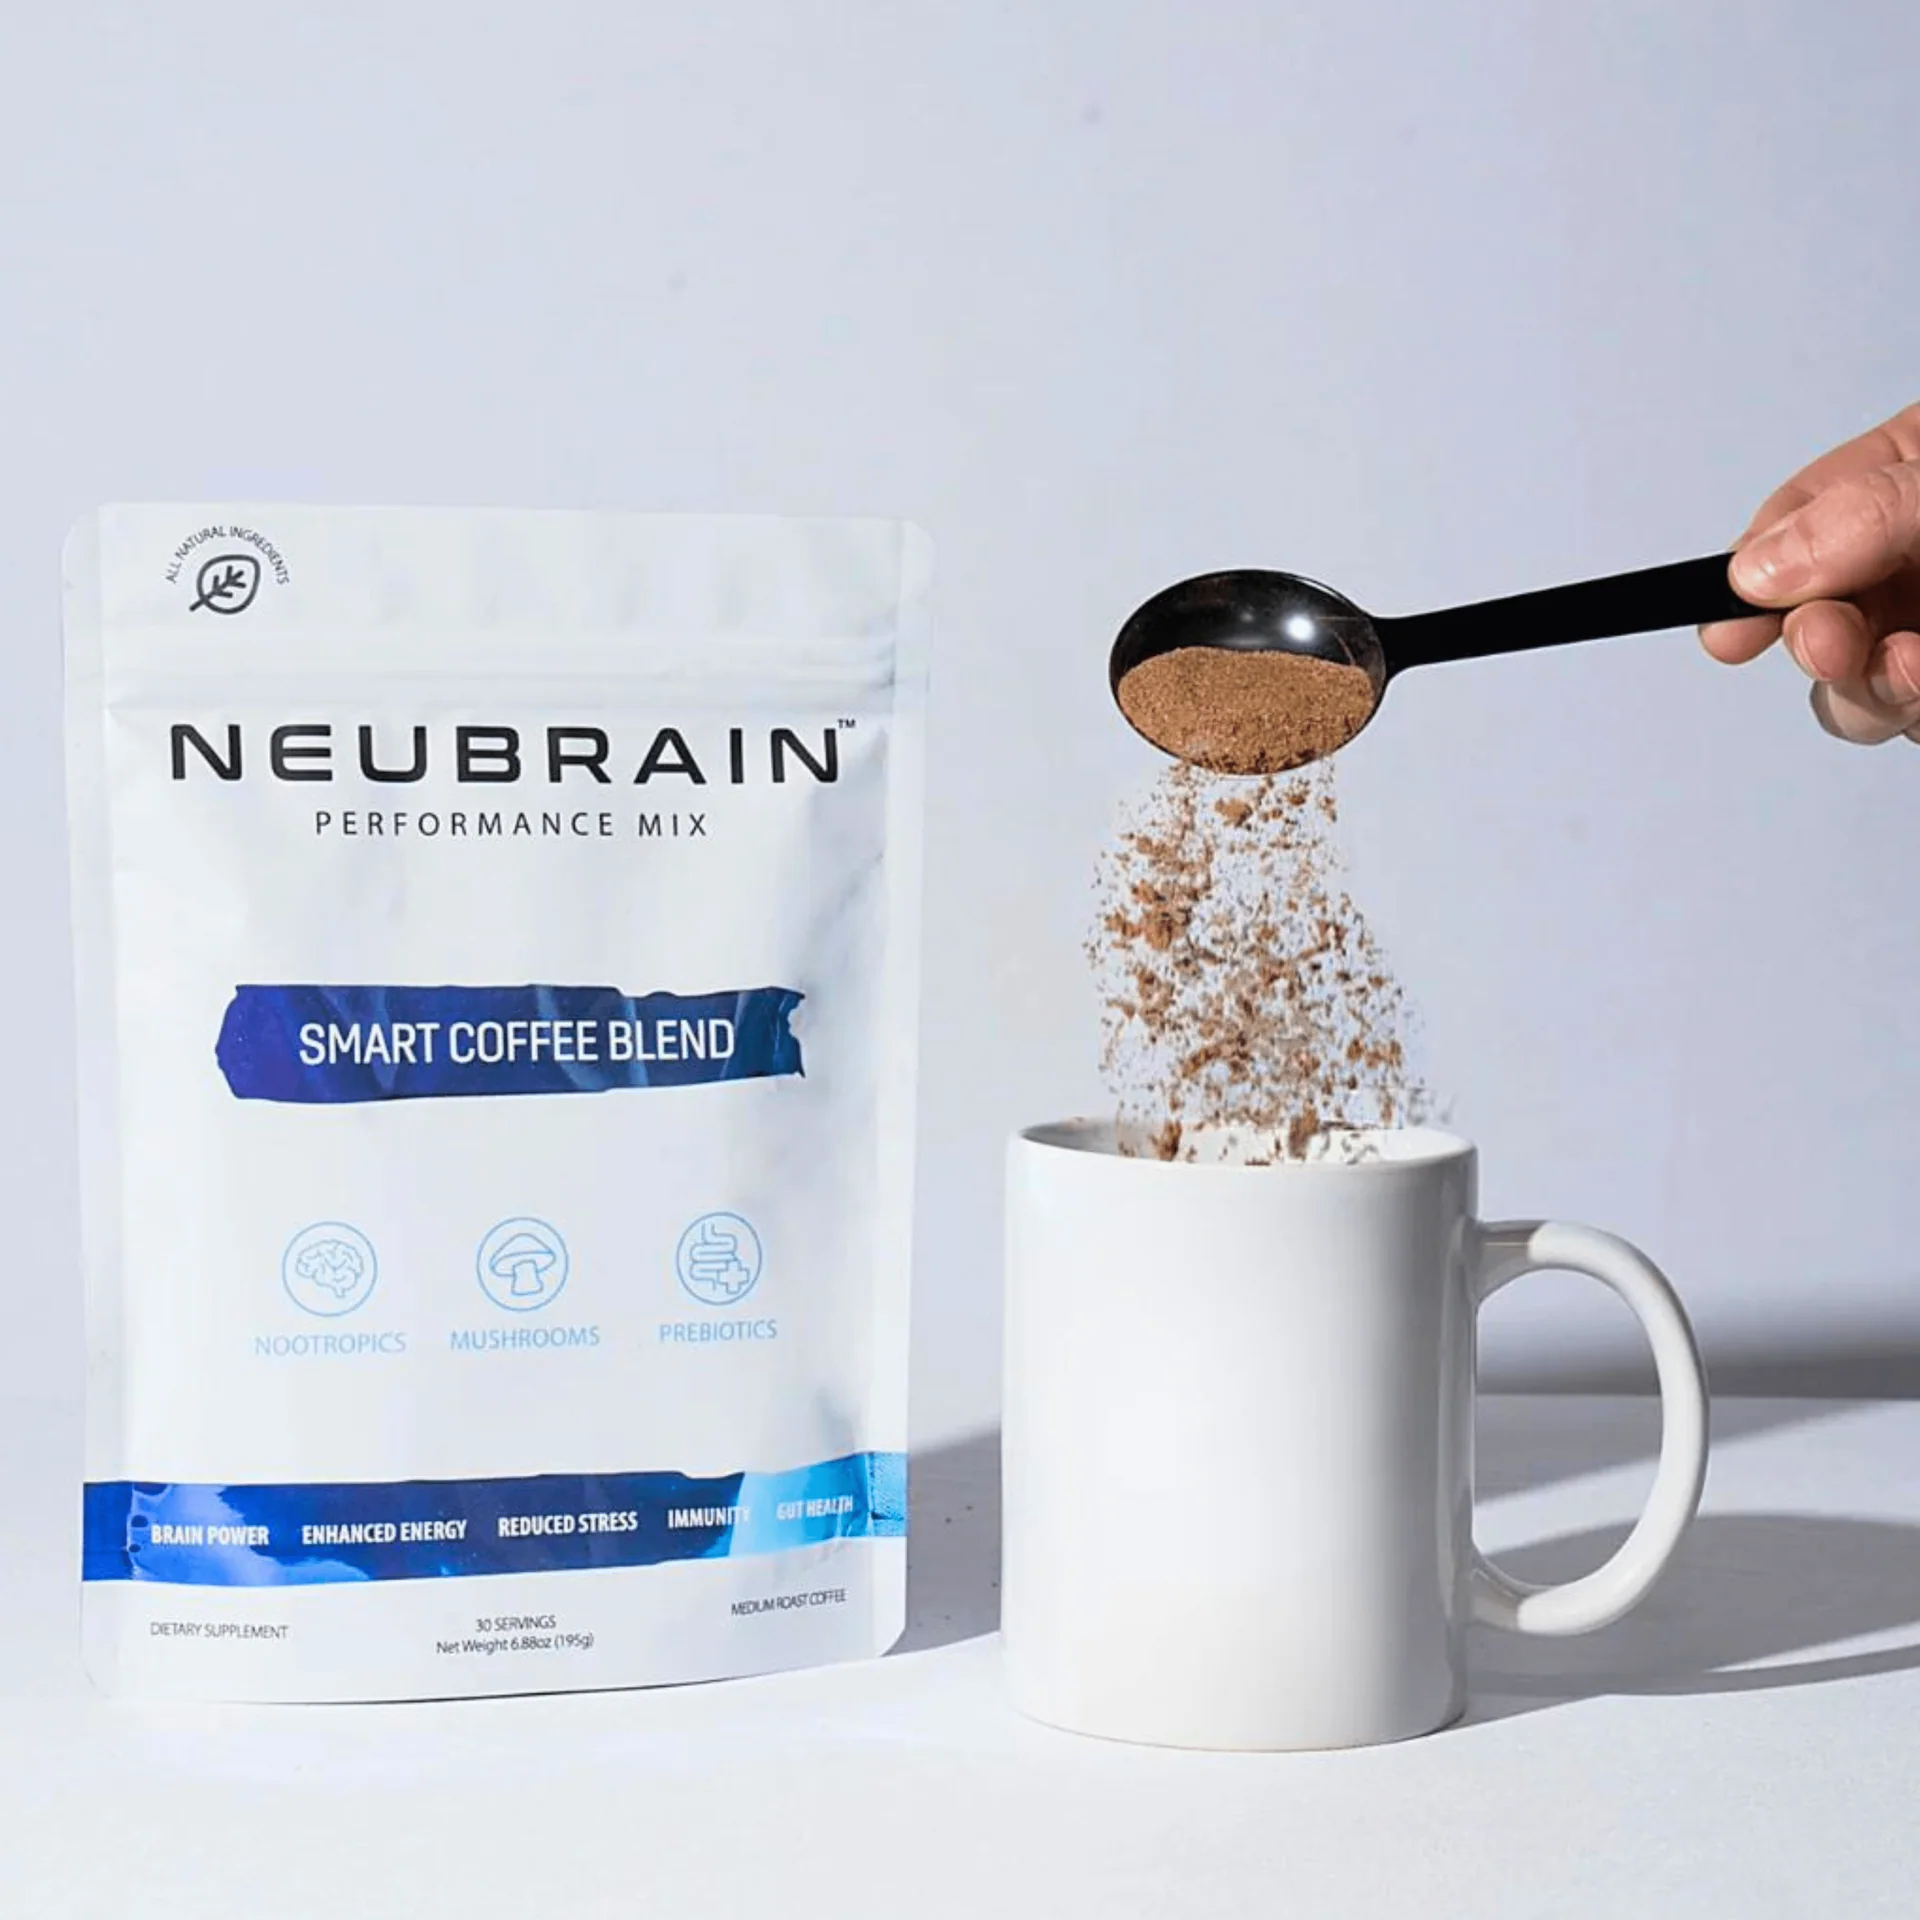 ALL NATURAL INGREDIENTS
NEUBRAIN™
PERFORMANCE MIX
SMART COFFEE BLEND
NOOTROPICS MUSHROOMS PREBIOTICS
BRAIN POWER ENHANCED ENERGY REDUCED STRESS IMMUNITY GUT HEALTH
DIETARY SUPPLEMENT
30 SERVINGS
Net Weight 6.88oz (195g)
MEDIUM ROAST COFFEE